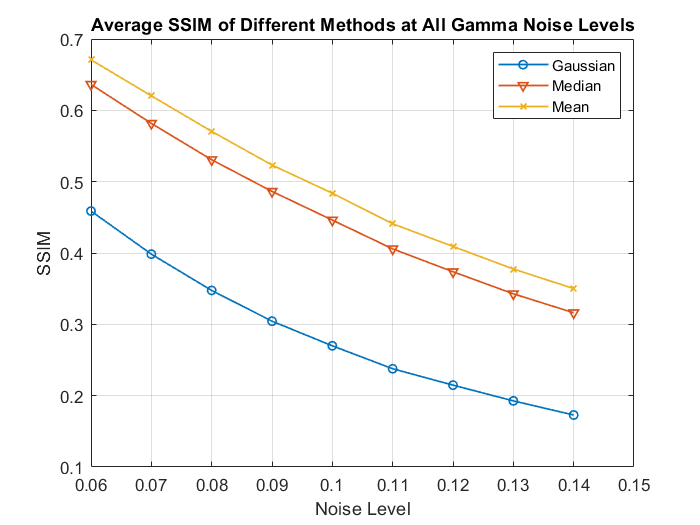 Average SSIM of Different Methods at All Gamma Noise Levels
Gaussian
Median
Mean
SSIM
0.7
0.6
0.5
0.4
0.3
0.2
0.1
0.06 0.07 0.08 0.09 0.1 0.11 0.12 0.13 0.14 0.15
Noise Level